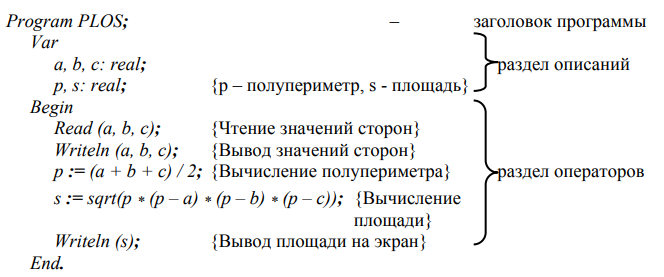 Program PLOS; – заголовок программы
Var
a, b, c: real; раздел описаний
p, s: real; {p – полупериметр, s - площадь}
Begin
Read (a, b, c); {Чтение значений сторон}
Writeln (a, b, c); {Вывод значений сторон}
p := (a + b + c) / 2; {Вычисление полупериметра} раздел операторов
s := sqrt(p * (p – a) * (p – b) * (p – c)); {Вычисление
площади}
Writeln (s); {Вывод площади на экран}
End.